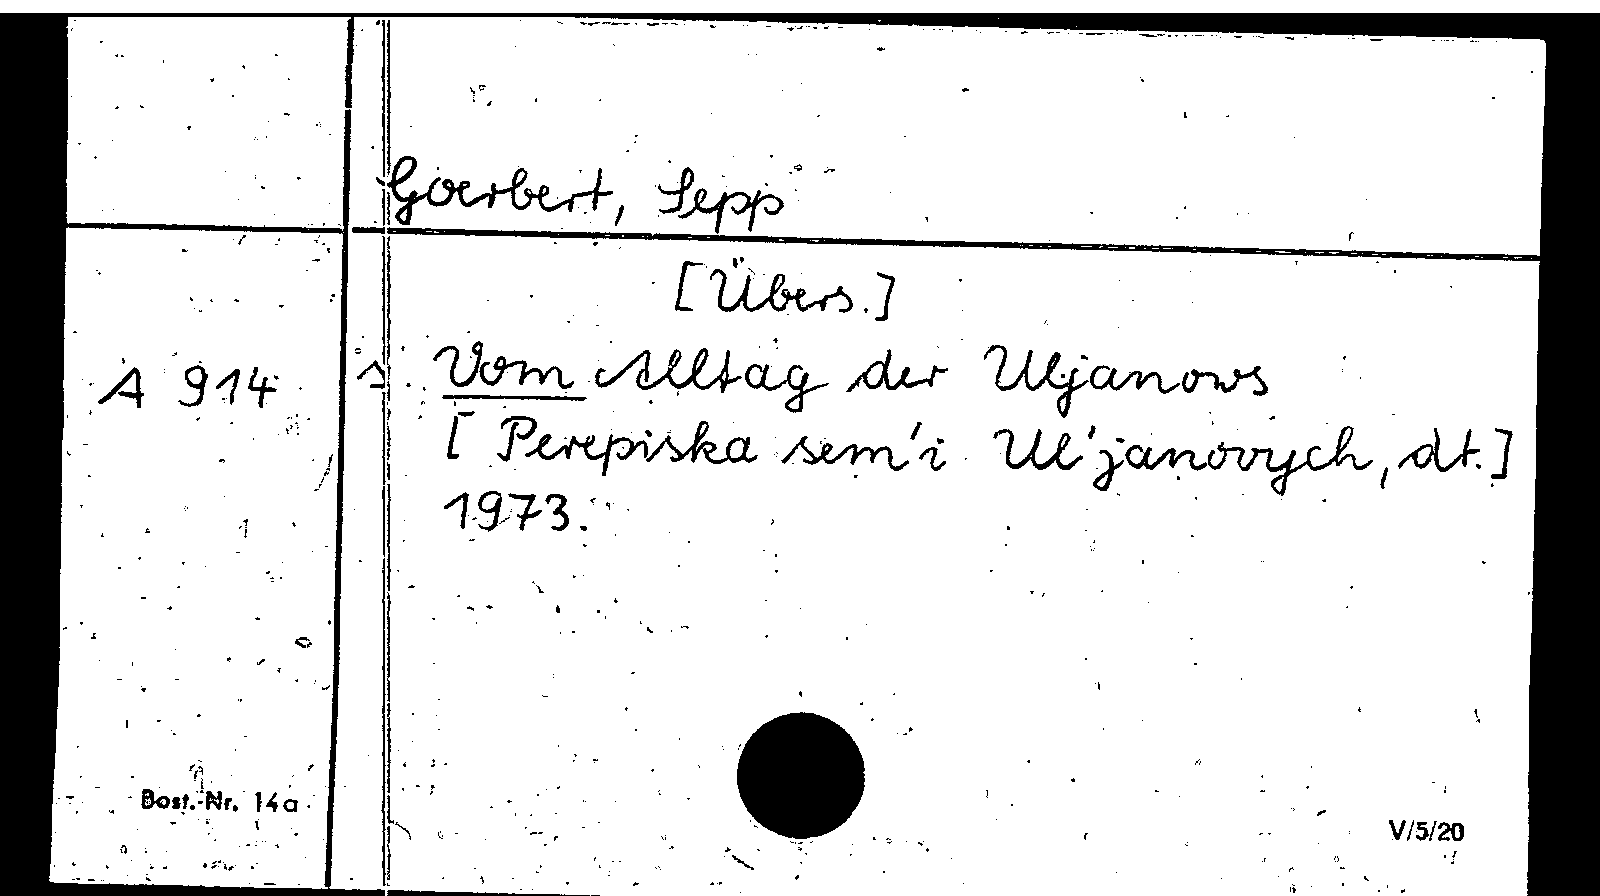 Goerbert, Sepp
[Übers.]
A 914 s. Vom Alltag der Uljanows
[Perepiska sem'i Ul'janovych, dt.]
1973.
Best.-Nr. 14a
V/5/20